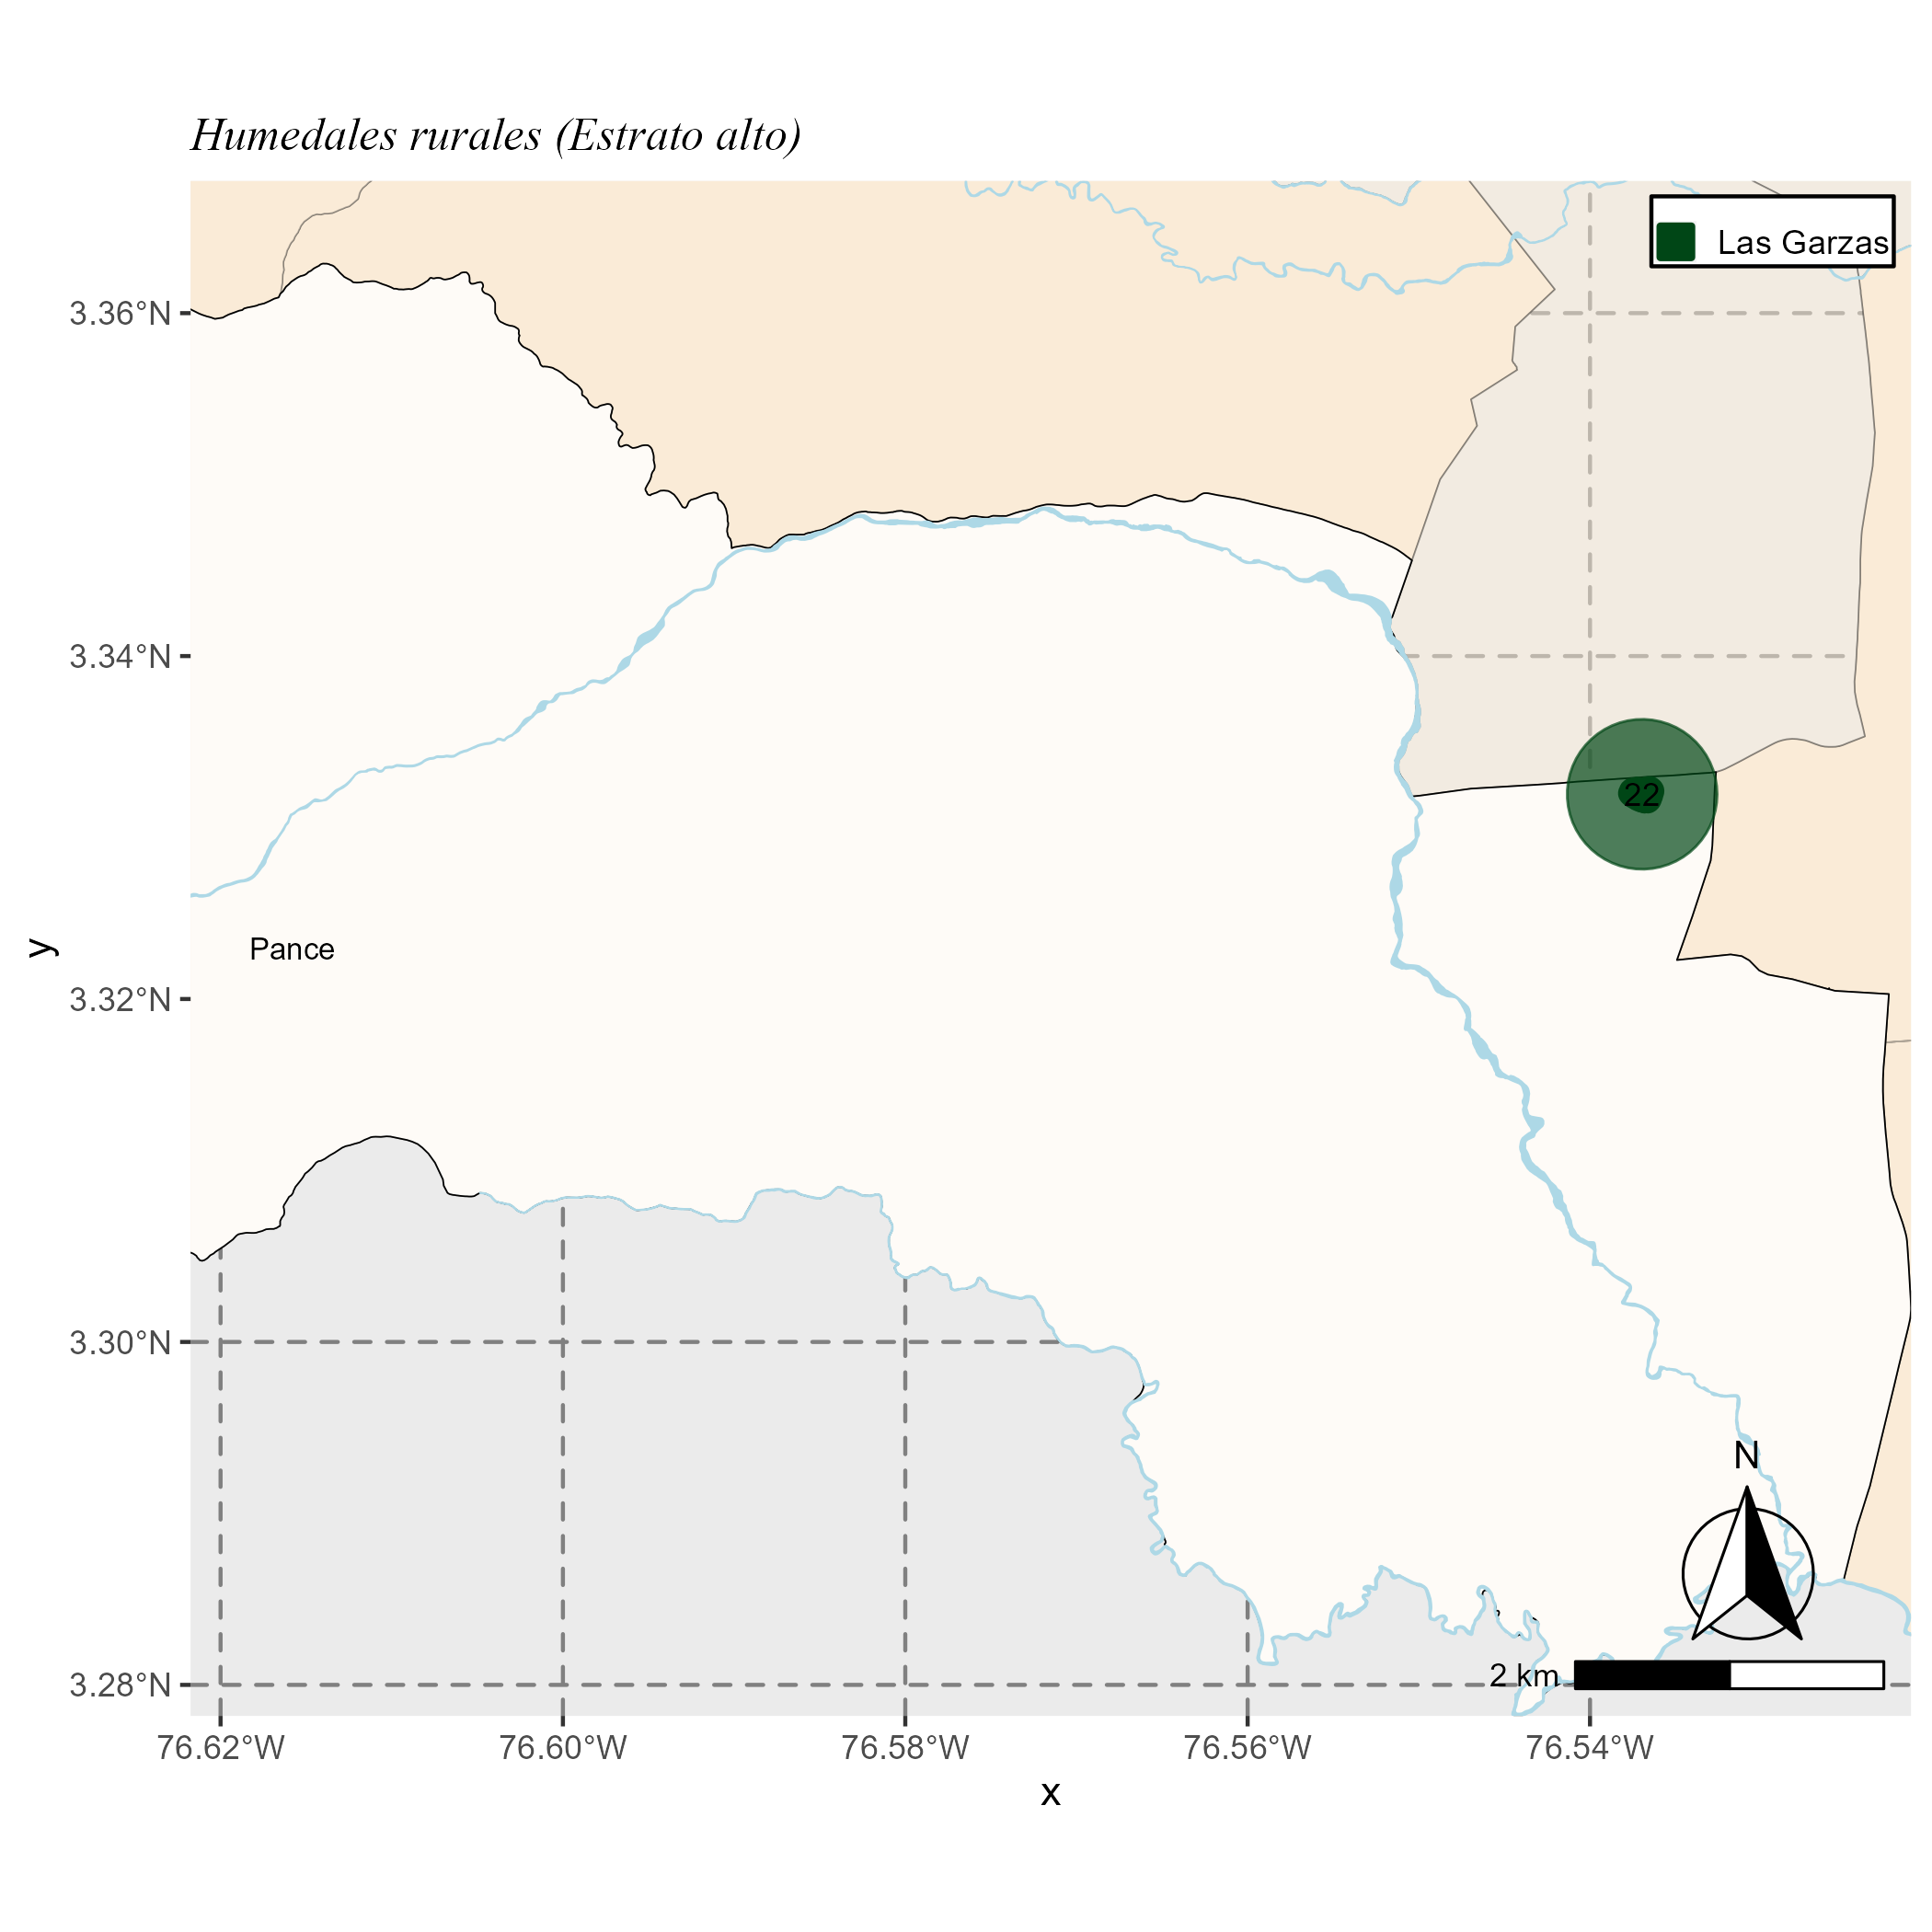 Humedales rurales (Estrato alto)
Las Garzas
3.36°N
3.34°N
22
Pance
y
3.32°N
3.30°N
N
2 km
3.28°N
76.62°W 76.60°W 76.58°W 76.56°W 76.54°W
x